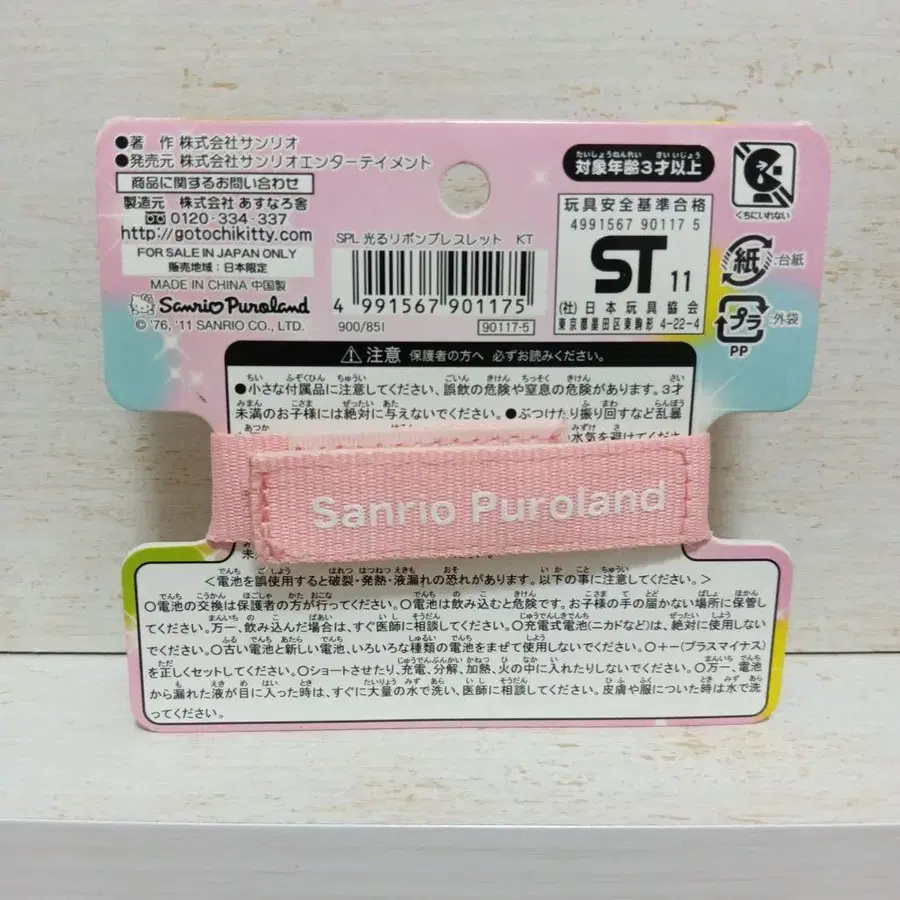 ●著 作 株式会社サンリオ
●発売元 株式会社サンリオエンターテイメント
商品に関するお問い合わせ
製造元 株式会社 あすなろ舎
0120-334-337
http://gotochikitty.com
FOR SALE IN JAPAN ONLY
販売地域:日本限定
MADE IN CHINA 中国製
Sanrio Puroland
© '76, '11 SANRIO CO., LTD.
SPL 光るリボンブレスレット KT
4 991567 901175
900/85I
90117-5
たいしょうねんれい さいいじょう
対象年齢3才以上
玩具安全基準合格
4991567 90117 5
ST 11
(社)日本玩具協会
東京都墨田区東駒形 4-22-4
くちにいれない
紙 :台紙
プラ :外袋
PP
注意 保護者の方へ 必ずお読みください。
●小さな付属品に注意してください、誤飲の危険や窒息の危険があります。3才
未満のお子様には絶対に与えないでください。●ぶつけたり振り回すなど乱暴
水気を避けてくださ
Sanrio Puroland
<電池を誤使用すると破裂・発熱・液漏れの恐れがあります。以下の事に注意してください。>
○電池の交換は保護者の方が行ってください。○電池は飲み込むと危険です。お子様の手の届かない場所に保管し
てください。万一、飲み込んだ場合は、すぐ医師に相談してください。○充電式電池(ニカドなど)は、絶対に使用しない
でください。○古い電池と新しい電池、いろいろな種類の電池をまぜて使用しないでください。○+-(プラスマイナス)
を正しくセットしてください。○ショートさせたり、充電、分解、加熱、火の中に入れたりしないでください。○万一、電池
から漏れた液が目に入った時は、すぐに大量の水で洗い、医師に相談してください。皮膚や服についた時は水で洗
ってください。